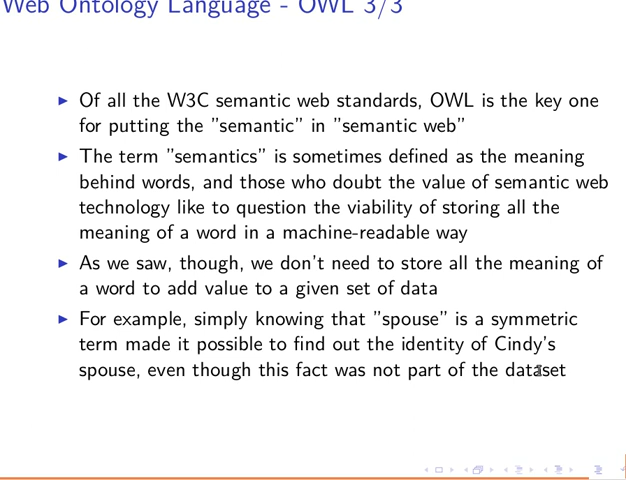 Web Ontology Language - OWL 3/3
Of all the W3C semantic web standards, OWL is the key one
for putting the "semantic" in "semantic web"
The term "semantics" is sometimes defined as the meaning
behind words, and those who doubt the value of semantic web
technology like to question the viability of storing all the
meaning of a word in a machine-readable way
As we saw, though, we don't need to store all the meaning of
a word to add value to a given set of data
For example, simply knowing that "spouse" is a symmetric
term made it possible to find out the identity of Cindy's
spouse, even though this fact was not part of the dataset